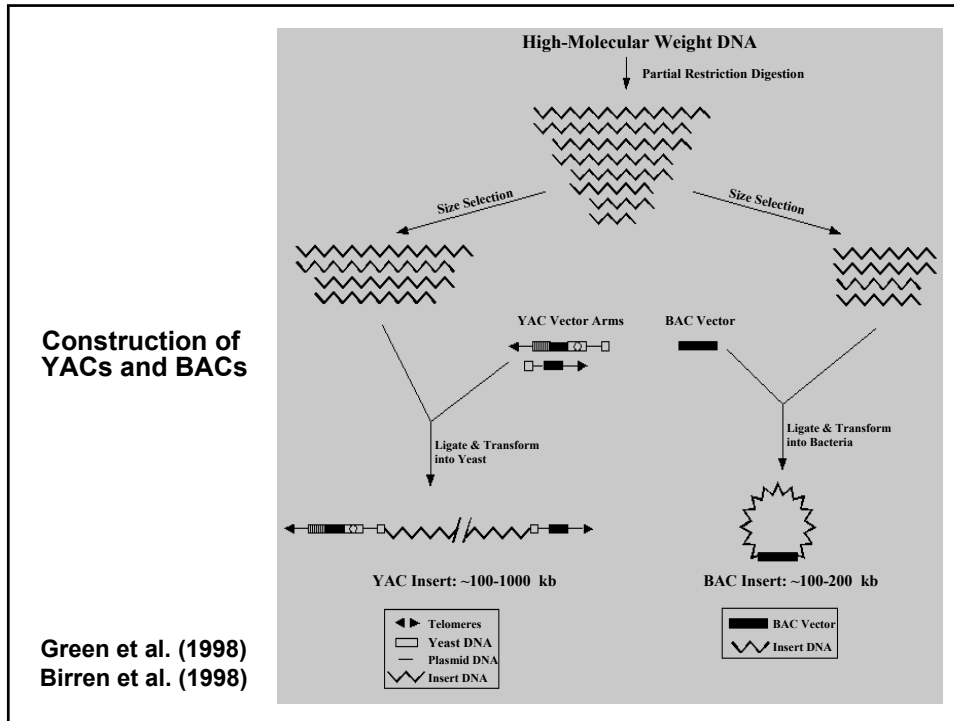 High-Molecular Weight DNA
Partial Restriction Digestion
Size Selection
Size Selection
Construction of
YACs and BACs
YAC Vector Arms
BAC Vector
Ligate & Transform
into Yeast
Ligate & Transform
into Bacteria
YAC Insert: ~100-1000 kb
BAC Insert: ~100-200 kb
Telomeres
Yeast DNA
Plasmid DNA
Insert DNA
BAC Vector
Insert DNA
Green et al. (1998)
Birren et al. (1998)